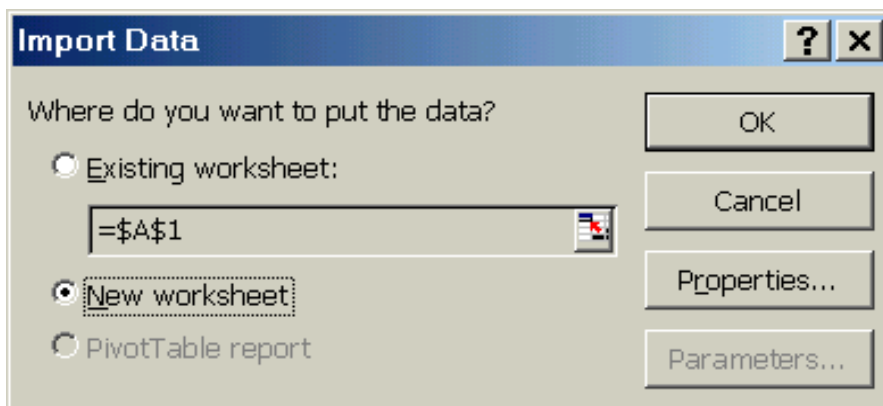 Import Data
Where do you want to put the data?
OK
Existing worksheet:
Cancel
=$A$1
Properties...
New worksheet
PivotTable report
Parameters...